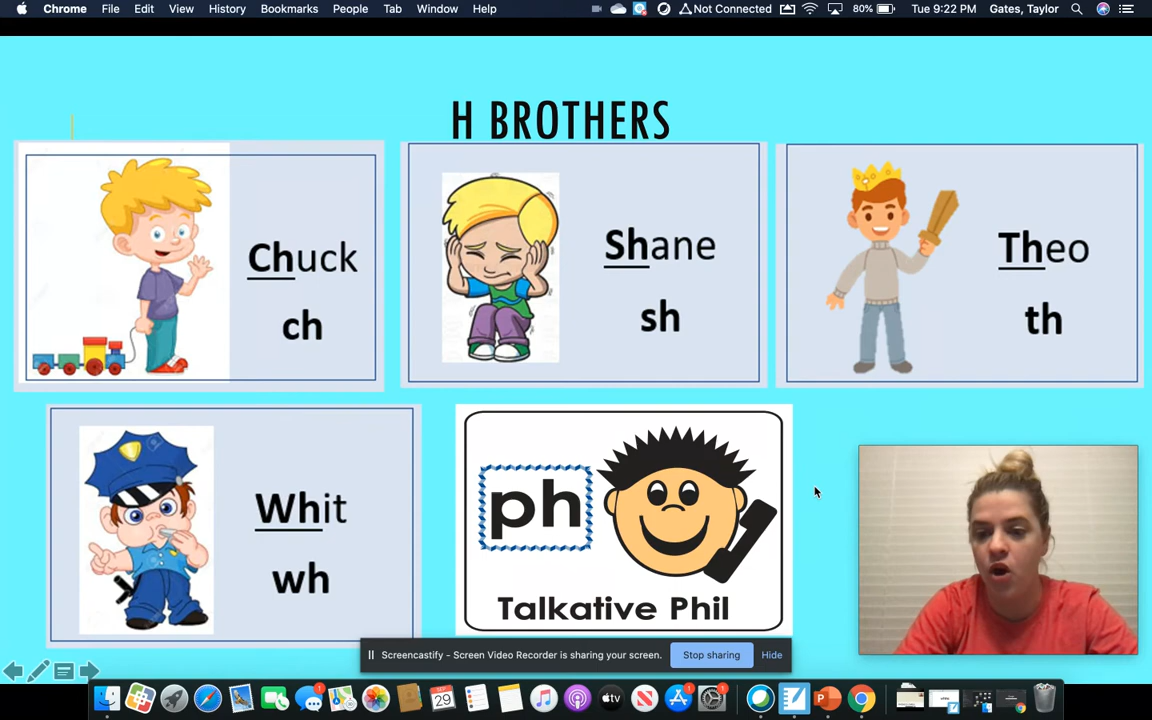 Chrome File Edit View History Bookmarks People Tab Window Help Not Connected 80% Tue 9:22 PM Gates, Taylor
H BROTHERS
Chuck
ch
Shane
sh
Theo
th
Whit
wh
ph
Talkative Phil
Screencastify - Screen Video Recorder is sharing your screen. Stop sharing Hide
SEP
29
tv